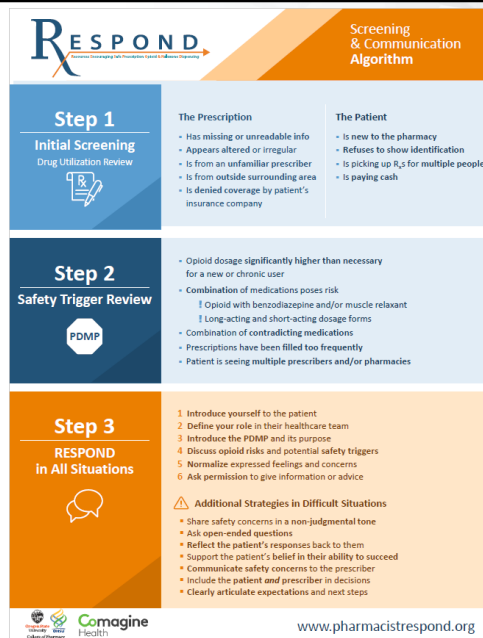 RESPOND
Screening
& Communication
Algorithm
Step 1
Initial Screening
Drug Utilization Review
Rx
The Prescription
• Has missing or unreadable info
• Appears altered or irregular
• Is from an unfamiliar prescriber
• Is from outside surrounding area
• Is denied coverage by patient's
insurance company
The Patient
• Is new to the pharmacy
• Refuses to show identification
• Is picking up Rxs for multiple people
• Is paying cash
Step 2
Safety Trigger Review
PDMP
• Opioid dosage significantly higher than necessary
for a new or chronic user
• Combination of medications poses risk
! Opioid with benzodiazepine and/or muscle relaxant
! Long-acting and short-acting dosage forms
• Combination of contradicting medications
• Prescriptions have been filled too frequently
• Patient is seeing multiple prescribers and/or pharmacies
Step 3
RESPOND
in All Situations
1 Introduce yourself to the patient
2 Define your role in their healthcare team
3 Introduce the PDMP and its purpose
4 Discuss opioid risks and potential safety triggers
5 Normalize expressed feelings and concerns
6 Ask permission to give information or advice
! Additional Strategies in Difficult Situations
▪ Share safety concerns in a non-judgmental tone
▪ Ask open-ended questions
▪ Reflect the patient's responses back to them
▪ Support the patient's belief in their ability to succeed
▪ Communicate safety concerns to the prescriber
▪ Include the patient and prescriber in decisions
▪ Clearly articulate expectations and next steps
Comagine
Health
www.pharmacistrespond.org